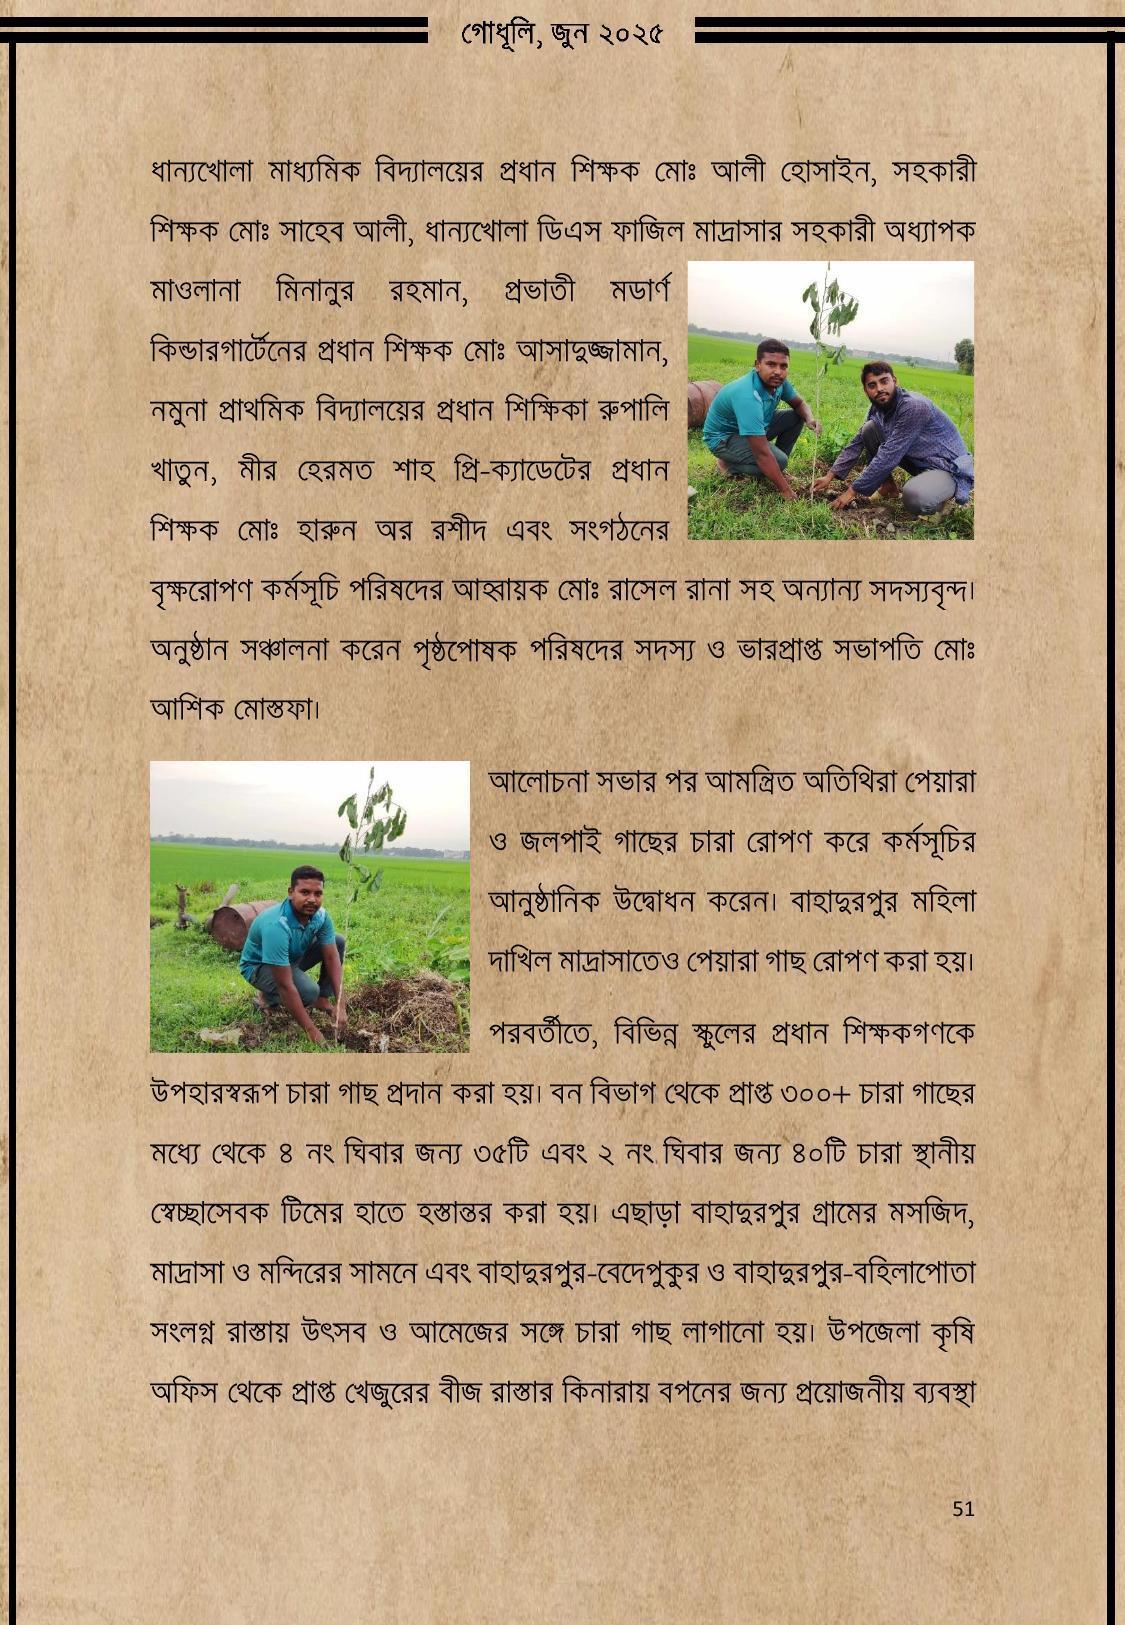 গোধূলি, জুন ২০২৫
ধান্যখোলা মাধ্যমিক বিদ্যালয়ের প্রধান শিক্ষক মোঃ আলী হোসাইন, সহকারী
শিক্ষক মোঃ সাহেব আলী, ধান্যখোলা ডিএস ফাজিল মাদ্রাসার সহকারী অধ্যাপক
মাওলানা মিনানুর রহমান, প্রভাতী মডার্ণ
কিন্ডারগার্টেনের প্রধান শিক্ষক মোঃ আসাদুজ্জামান,
নমুনা প্রাথমিক বিদ্যালয়ের প্রধান শিক্ষিকা রুপালি
খাতুন, মীর হেরমত শাহ প্রি-ক্যাডেটের প্রধান
শিক্ষক মোঃ হারুন অর রশীদ এবং সংগঠনের
বৃক্ষরোপণ কর্মসূচি পরিষদের আহ্বায়ক মোঃ রাসেল রানা সহ অন্যান্য সদস্যবৃন্দ।
অনুষ্ঠান সঞ্চালনা করেন পৃষ্ঠপোষক পরিষদের সদস্য ও ভারপ্রাপ্ত সভাপতি মোঃ
আশিক মোস্তফা।
আলোচনা সভার পর আমন্ত্রিত অতিথিরা পেয়ারা
ও জলপাই গাছের চারা রোপণ করে কর্মসূচির
আনুষ্ঠানিক উদ্বোধন করেন। বাহাদুরপুর মহিলা
দাখিল মাদ্রাসাতেও পেয়ারা গাছ রোপণ করা হয়।
পরবর্তীতে, বিভিন্ন স্কুলের প্রধান শিক্ষকগণকে
উপহারস্বরূপ চারা গাছ প্রদান করা হয়। বন বিভাগ থেকে প্রাপ্ত ৩০০+ চারা গাছের
মধ্যে থেকে ৪ নং ঘিবার জন্য ৩৫টি এবং ২ নং ঘিবার জন্য ৪০টি চারা স্থানীয়
স্বেচ্ছাসেবক টিমের হাতে হস্তান্তর করা হয়। এছাড়া বাহাদুরপুর গ্রামের মসজিদ,
মাদ্রাসা ও মন্দিরের সামনে এবং বাহাদুরপুর-বেদেপুকুর ও বাহাদুরপুর-বহিলাপোতা
সংলগ্ন রাস্তায় উৎসব ও আমেজের সঙ্গে চারা গাছ লাগানো হয়। উপজেলা কৃষি
অফিস থেকে প্রাপ্ত খেজুরের বীজ রাস্তার কিনারায় বপনের জন্য প্রয়োজনীয় ব্যবস্থা
51